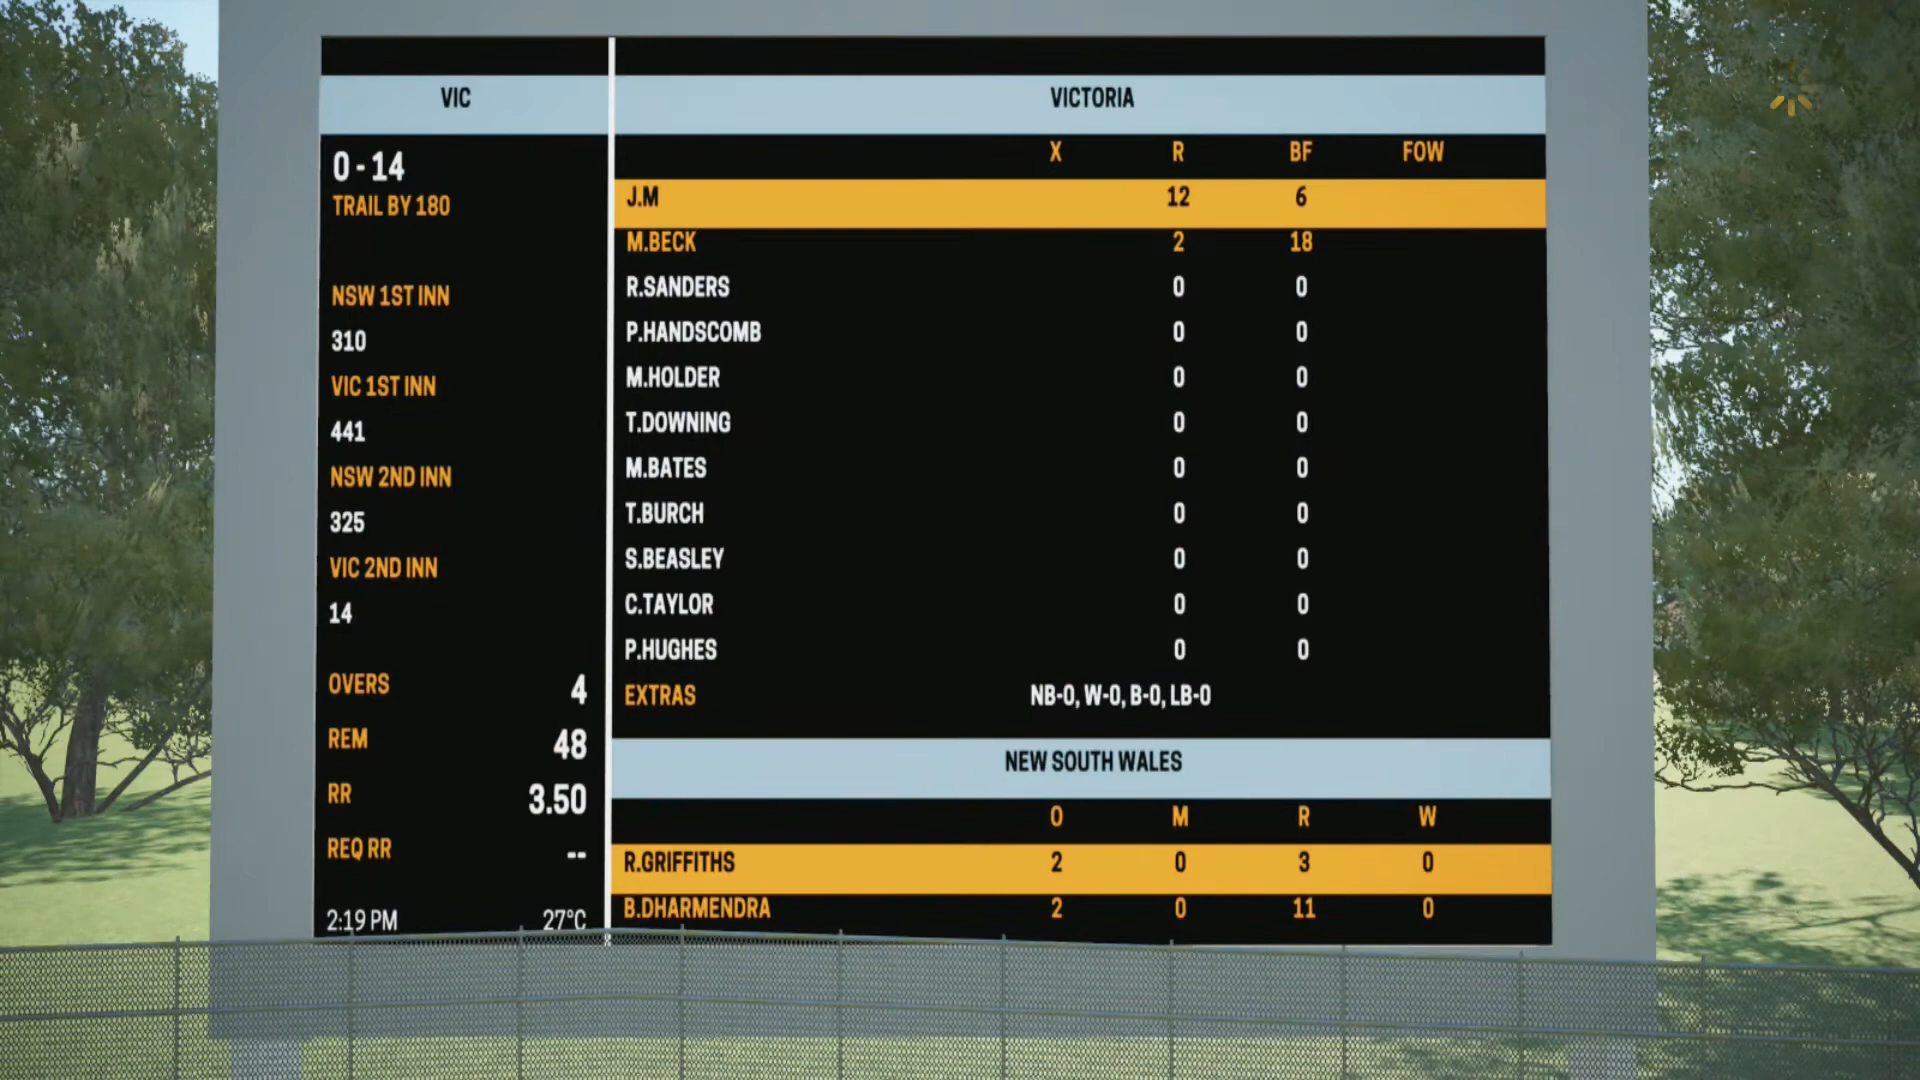 VIC
0 - 14
TRAIL BY 180
NSW 1ST INN
310
VIC 1ST INN
441
NSW 2ND INN
325
VIC 2ND INN
14
OVERS 4
REM 48
RR 3.50
REQ RR --
2:19 PM 27°C
VICTORIA
X R BF FOW
J.M 12 6
M.BECK 2 18
R.SANDERS 0 0
P.HANDSCOMB 0 0
M.HOLDER 0 0
T.DOWNING 0 0
M.BATES 0 0
T.BURCH 0 0
S.BEASLEY 0 0
C.TAYLOR 0 0
P.HUGHES 0 0
EXTRAS NB-0, W-0, B-0, LB-0
NEW SOUTH WALES
O M R W
R.GRIFFITHS 2 0 3 0
B.DHARMENDRA 2 0 11 0